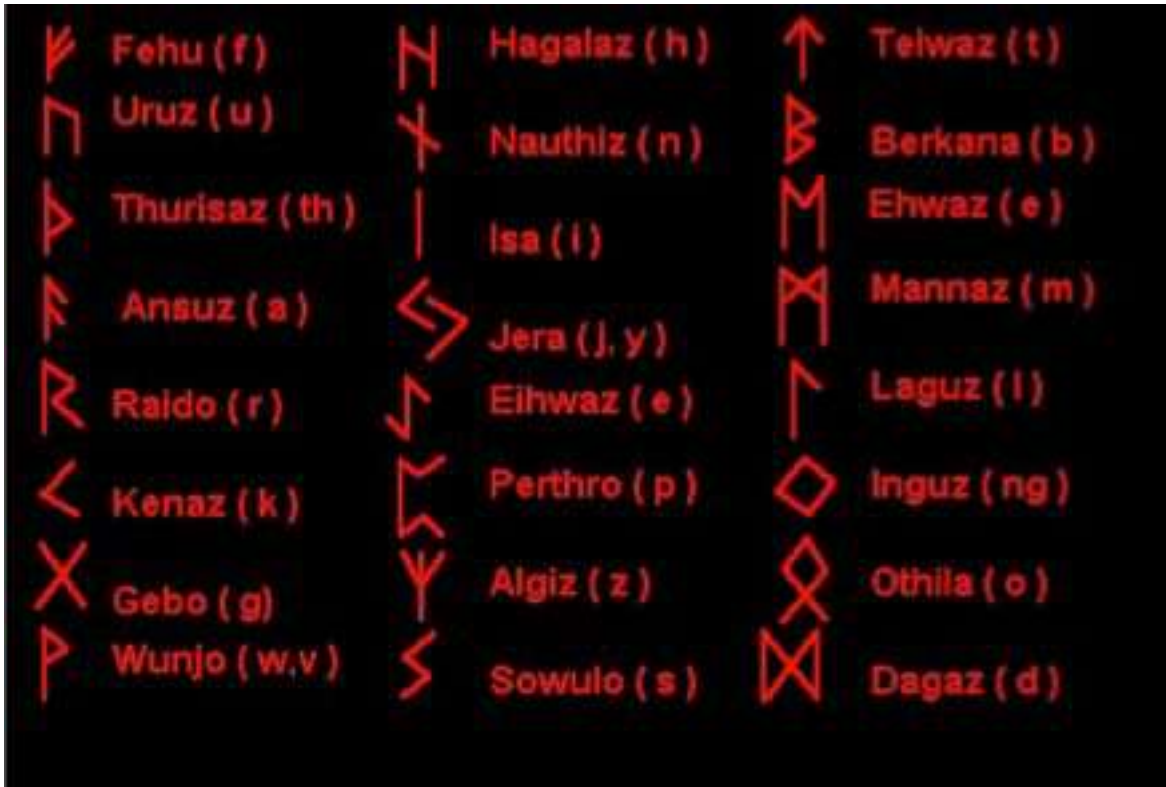 ᚠ Fehu ( f )
ᚢ Uruz ( u )
ᚦ Thurisaz ( th )
ᚨ Ansuz ( a )
ᚱ Raido ( r )
ᚲ Kenaz ( k )
ᚷ Gebo ( g)
ᚹ Wunjo ( w,v )
ᚺ Hagalaz ( h )
ᚾ Nauthiz ( n )
ᛁ Isa ( i )
ᛃ Jera ( j, y )
ᛇ Eihwaz ( e )
ᛈ Perthro ( p )
ᛉ Algiz ( z )
ᛊ Sowulo ( s )
ᛏ Teiwaz ( t )
ᛒ Berkana ( b )
ᛖ Ehwaz ( e )
ᛗ Mannaz ( m )
ᛚ Laguz ( l )
ᛜ Inguz ( ng )
ᛟ Othila ( o )
ᛞ Dagaz ( d )